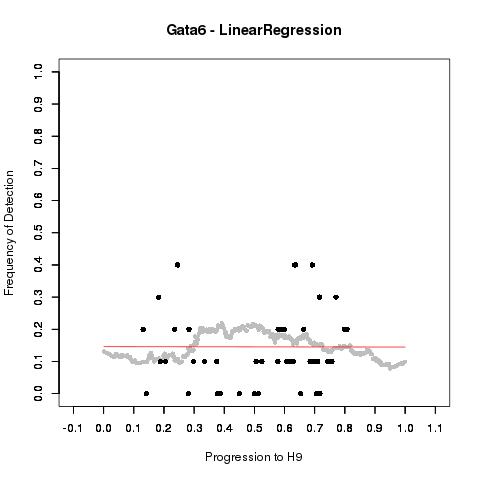 Gata6 - LinearRegression
Frequency of Detection
1.0
0.9
0.8
0.7
0.6
0.5
0.4
0.3
0.2
0.1
0.0
-0.1 0.0 0.1 0.2 0.3 0.4 0.5 0.6 0.7 0.8 0.9 1.0 1.1
Progression to H9